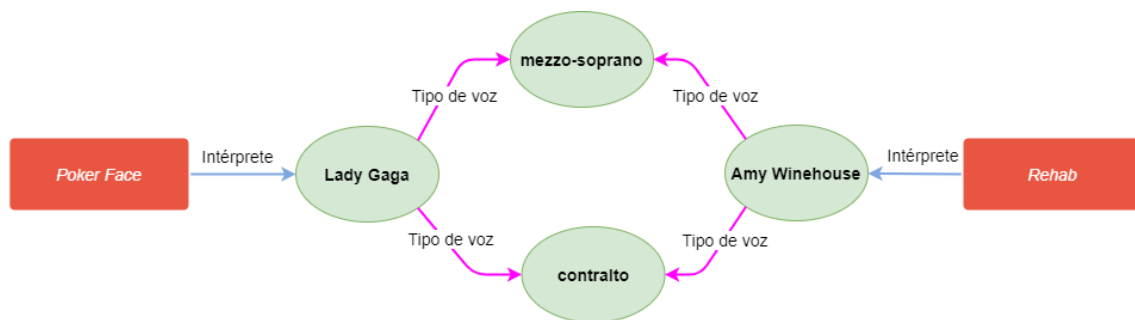 mezzo-soprano
Tipo de voz
Tipo de voz
Poker Face
Intérprete
Lady Gaga
Amy Winehouse
Intérprete
Rehab
Tipo de voz
Tipo de voz
contralto